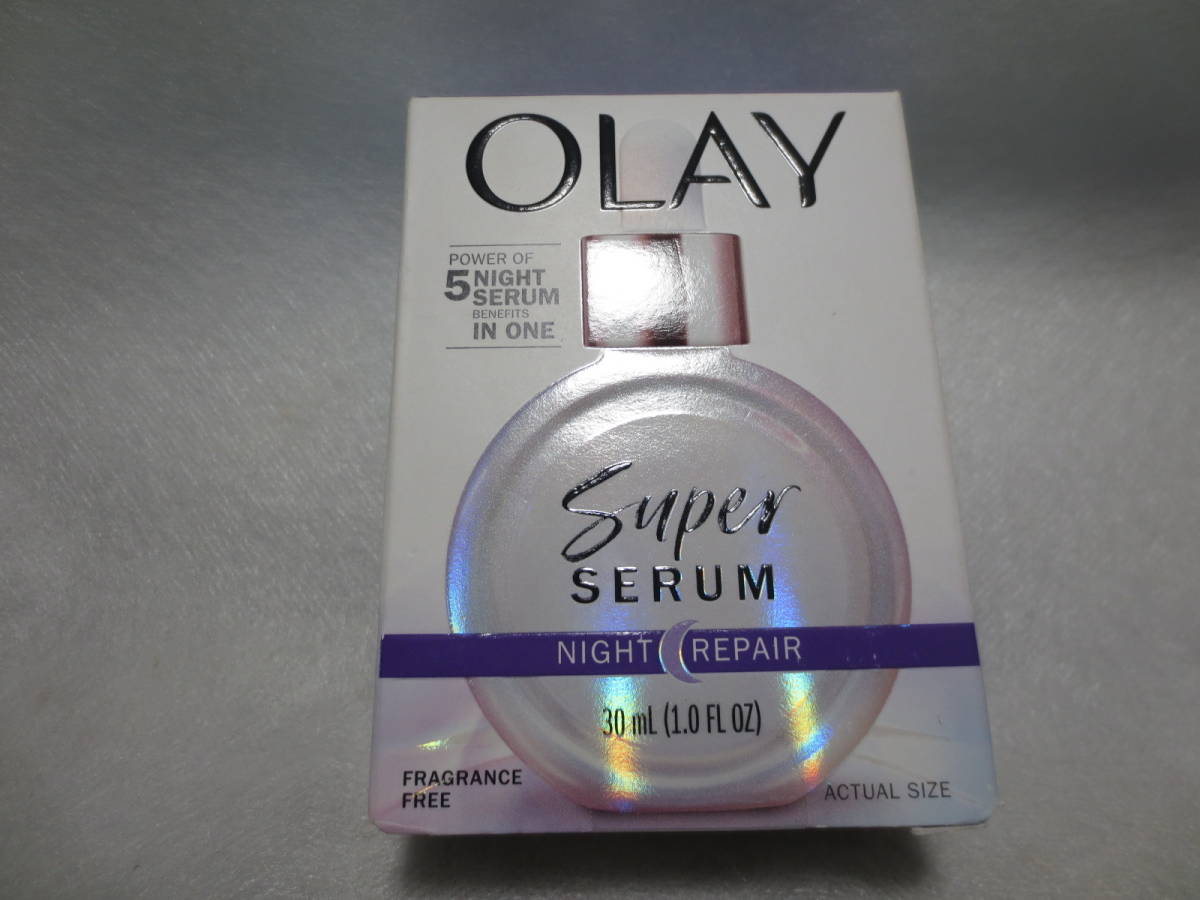 OLAY
POWER OF
5 NIGHT
SERUM
BENEFITS
IN ONE
Super
SERUM
NIGHT REPAIR
30 mL (1.0 FL OZ)
FRAGRANCE
FREE
ACTUAL SIZE